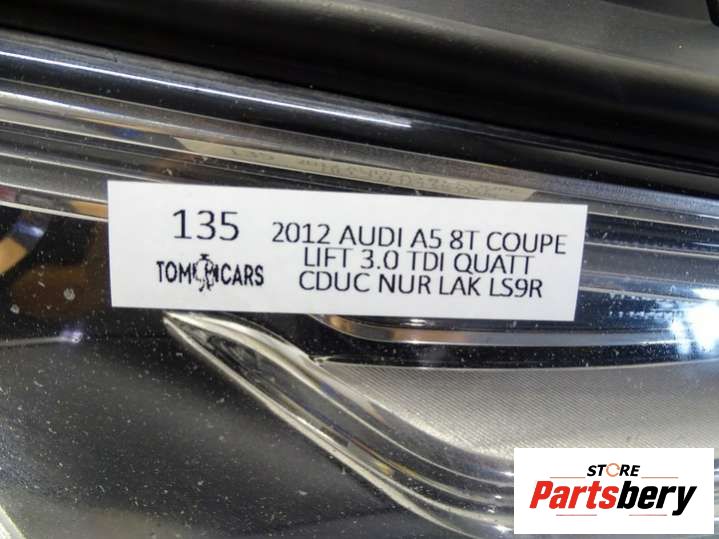 135
2012 AUDI A5 8T COUPE
LIFT 3.0 TDI QUATT
CDUC NUR LAK LS9R
TOM CARS
STORE
Partsbery